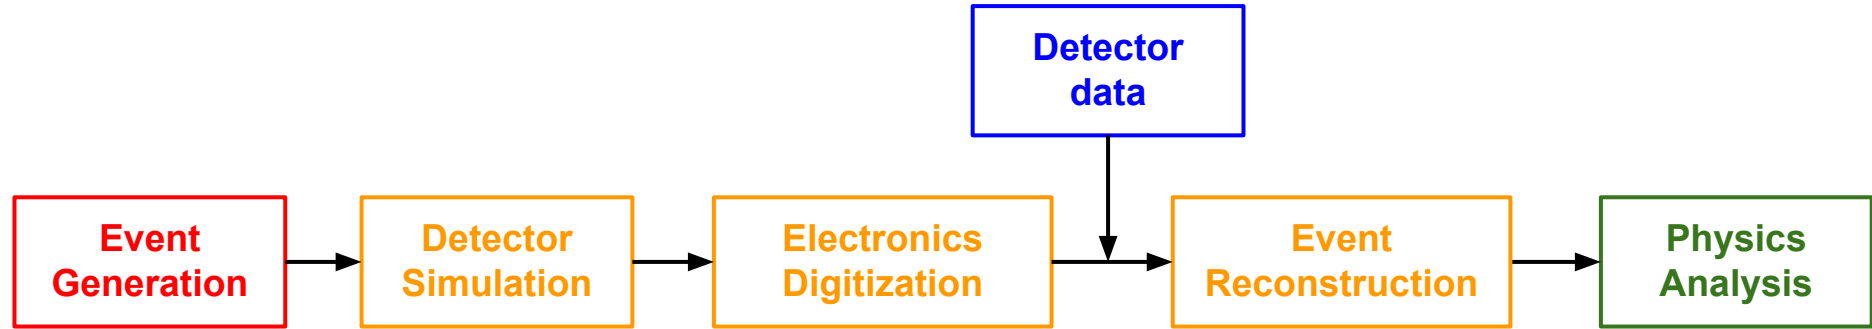 Detector
data
Event
Generation
Detector
Simulation
Electronics
Digitization
Event
Reconstruction
Physics
Analysis